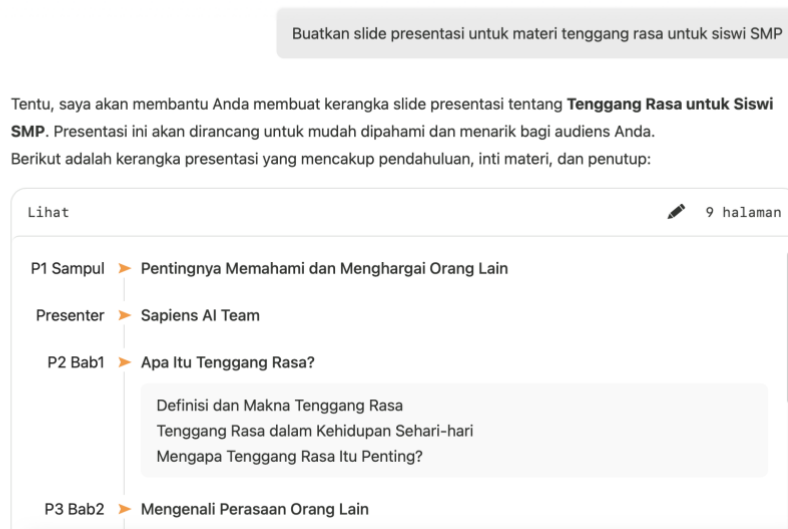 Buatkan slide presentasi untuk materi tenggang rasa untuk siswi SMP
Tentu, saya akan membantu Anda membuat kerangka slide presentasi tentang Tenggang Rasa untuk Siswi
SMP. Presentasi ini akan dirancang untuk mudah dipahami dan menarik bagi audiens Anda.
Berikut adalah kerangka presentasi yang mencakup pendahuluan, inti materi, dan penutup:
Lihat 9 halaman
P1 Sampul Pentingnya Memahami dan Menghargai Orang Lain
Presenter Sapiens AI Team
P2 Bab1 Apa Itu Tenggang Rasa?
Definisi dan Makna Tenggang Rasa
Tenggang Rasa dalam Kehidupan Sehari-hari
Mengapa Tenggang Rasa Itu Penting?
P3 Bab2 Mengenali Perasaan Orang Lain